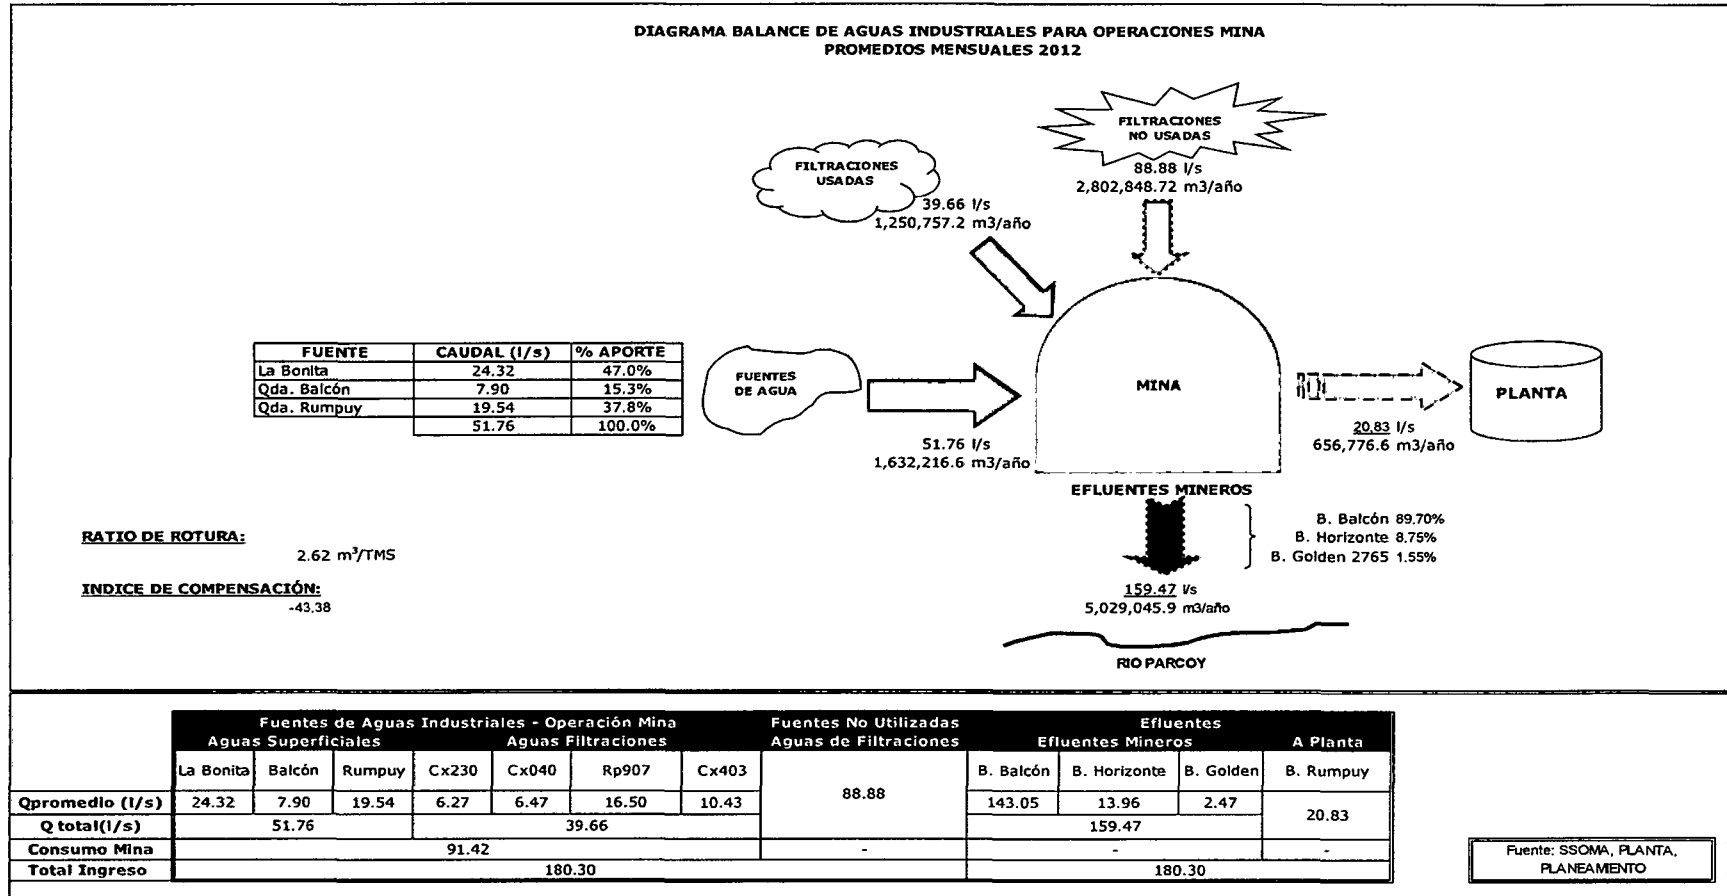 DIAGRAMA BALANCE DE AGUAS INDUSTRIALES PARA OPERACIONES MINA
PROMEDIOS MENSUALES 2012
FILTRACIONES
NO USADAS
88.88 l/s
2,802,848.72 m3/año
FILTRACIONES
USADAS
39.66 l/s
1,250,757.2 m3/año
FUENTE CAUDAL (l/s) % APORTE
La Bonita 24.32 47.0%
Qda. Balcón 7.90 15.3%
Qda. Rumpuy 19.54 37.8%
51.76 100.0%
FUENTES
DE AGUA
51.76 l/s
1,632,216.6 m3/año
MINA
PLANTA
20.83 l/s
656,776.6 m3/año
EFLUENTES MINEROS
B. Balcón 89.70%
B. Horizonte 8.75%
B. Golden 2765 1.55%
159.47 l/s
5,029,045.9 m3/año
RIO PARCOY
RATIO DE ROTURA:
2.62 m³/TMS
INDICE DE COMPENSACIÓN:
-43.38
Fuentes de Aguas Industriales - Operación Mina Fuentes No Utilizadas Efluentes
Aguas Superficiales Aguas Filtraciones Aguas de Filtraciones Efluentes Mineros A Planta
La Bonita Balcón Rumpuy Cx230 Cx040 Rp907 Cx403 B. Balcón B. Horizonte B. Golden B. Rumpuy
Qpromedio (l/s) 24.32 7.90 19.54 6.27 6.47 16.50 10.43 88.88 143.05 13.96 2.47 20.83
Q total(l/s) 51.76 39.66 159.47
Consumo Mina 91.42 - - -
Total Ingreso 180.30 180.30
Fuente: SSOMA, PLANTA,
PLANEAMIENTO